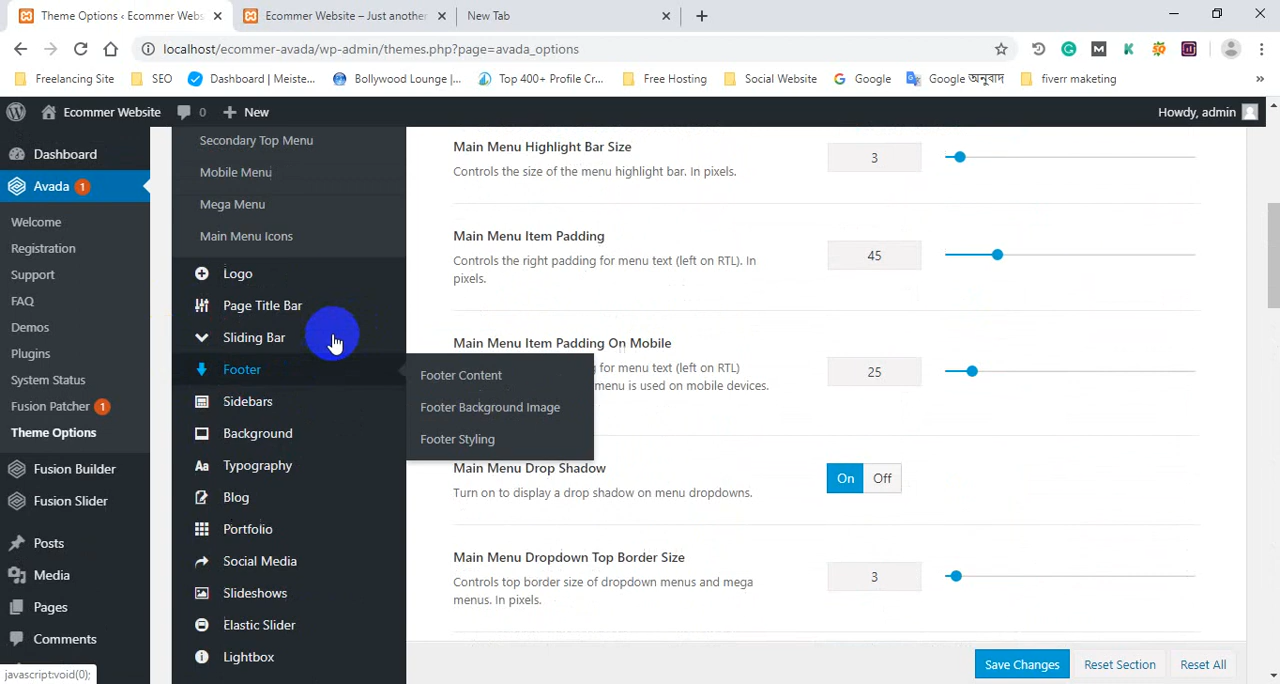 Theme Options ‹ Ecommer Webs
Ecommer Website – Just another
New Tab
localhost/ecommer-avada/wp-admin/themes.php?page=avada_options
Freelancing Site
SEO
Dashboard | Meiste...
Bollywood Lounge |...
Top 400+ Profile Cr...
Free Hosting
Social Website
Google
Google অনুবাদ
fiverr maketing
»
Ecommer Website
0
New
Howdy, admin
Dashboard
Avada 1
Welcome
Registration
Support
FAQ
Demos
Plugins
System Status
Fusion Patcher 1
Theme Options
Fusion Builder
Fusion Slider
Posts
Media
Pages
Comments
javascript:void(0);
Secondary Top Menu
Mobile Menu
Mega Menu
Main Menu Icons
Logo
Page Title Bar
Sliding Bar
Footer
Sidebars
Background
Aa Typography
Blog
Portfolio
Social Media
Slideshows
Elastic Slider
Lightbox
Footer Content
Footer Background Image
Footer Styling
Main Menu Highlight Bar Size
Controls the size of the menu highlight bar. In pixels.
3
Main Menu Item Padding
Controls the right padding for menu text (left on RTL). In
pixels.
45
Main Menu Item Padding On Mobile
for menu text (left on RTL)
menu is used on mobile devices.
25
Main Menu Drop Shadow
Turn on to display a drop shadow on menu dropdowns.
On Off
Main Menu Dropdown Top Border Size
Controls top border size of dropdown menus and mega
menus. In pixels.
3
Save Changes
Reset Section
Reset All